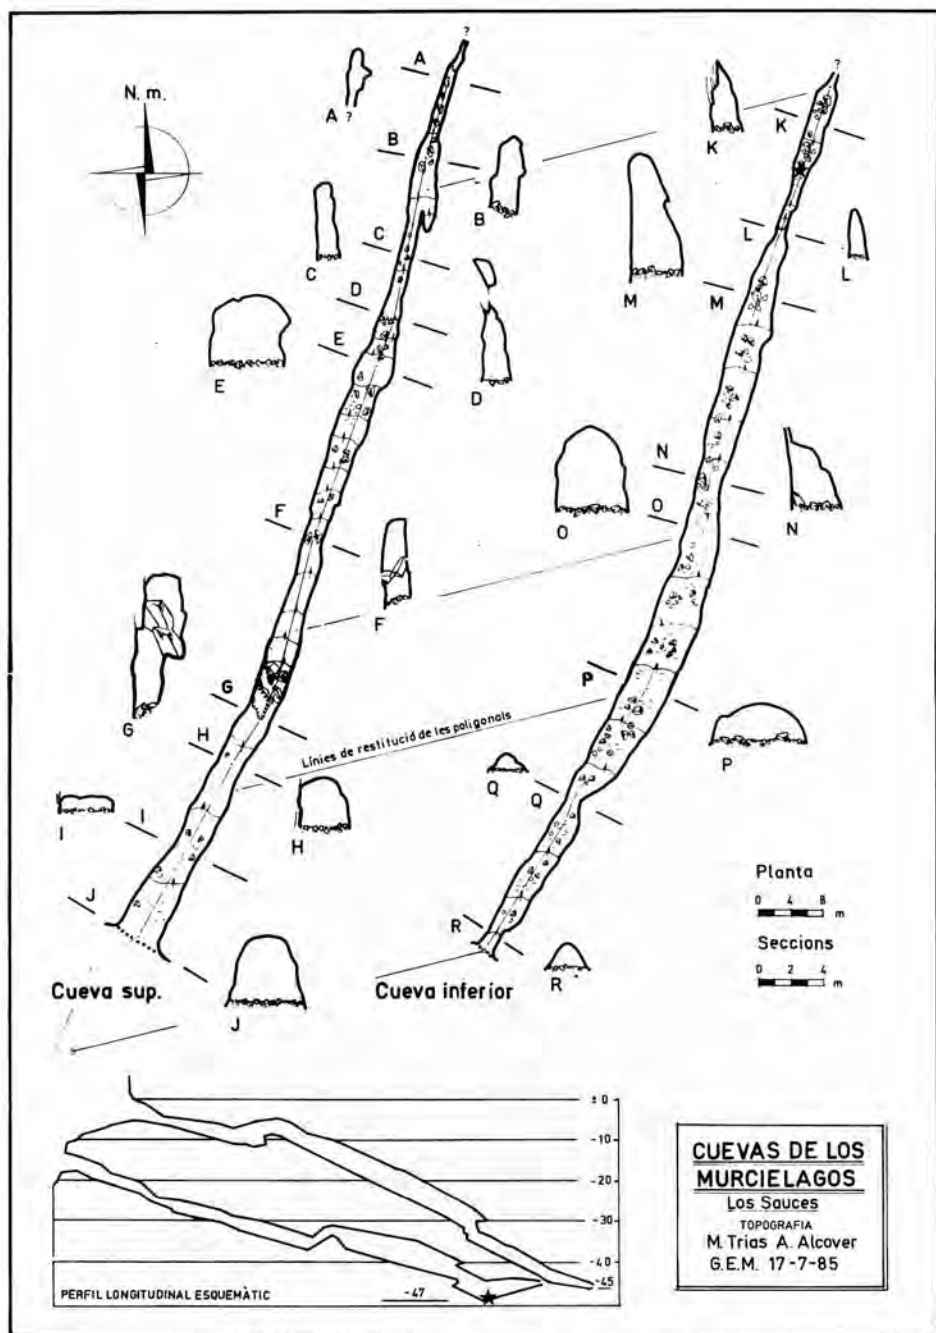 N. m.
?
A
A
?
B
B
C
C
D
D
E
E
F
F
G
G
H
H
I
I
J
J
?
K
K
L
L
M
M
N
N
O
O
P
P
Q
Q
R
R
Línies de restitució de les poligonals
Planta
0 4 8
m
Seccions
0 2 4
m
Cueva sup.
Cueva inferior
±0
-10
-20
-30
-40
-45
-47
PERFIL LONGITUDINAL ESQUEMÀTIC
CUEVAS DE LOS
MURCIELAGOS
Los Sauces
TOPOGRAFIA
M. Trias A. Alcover
G.E.M. 17-7-85